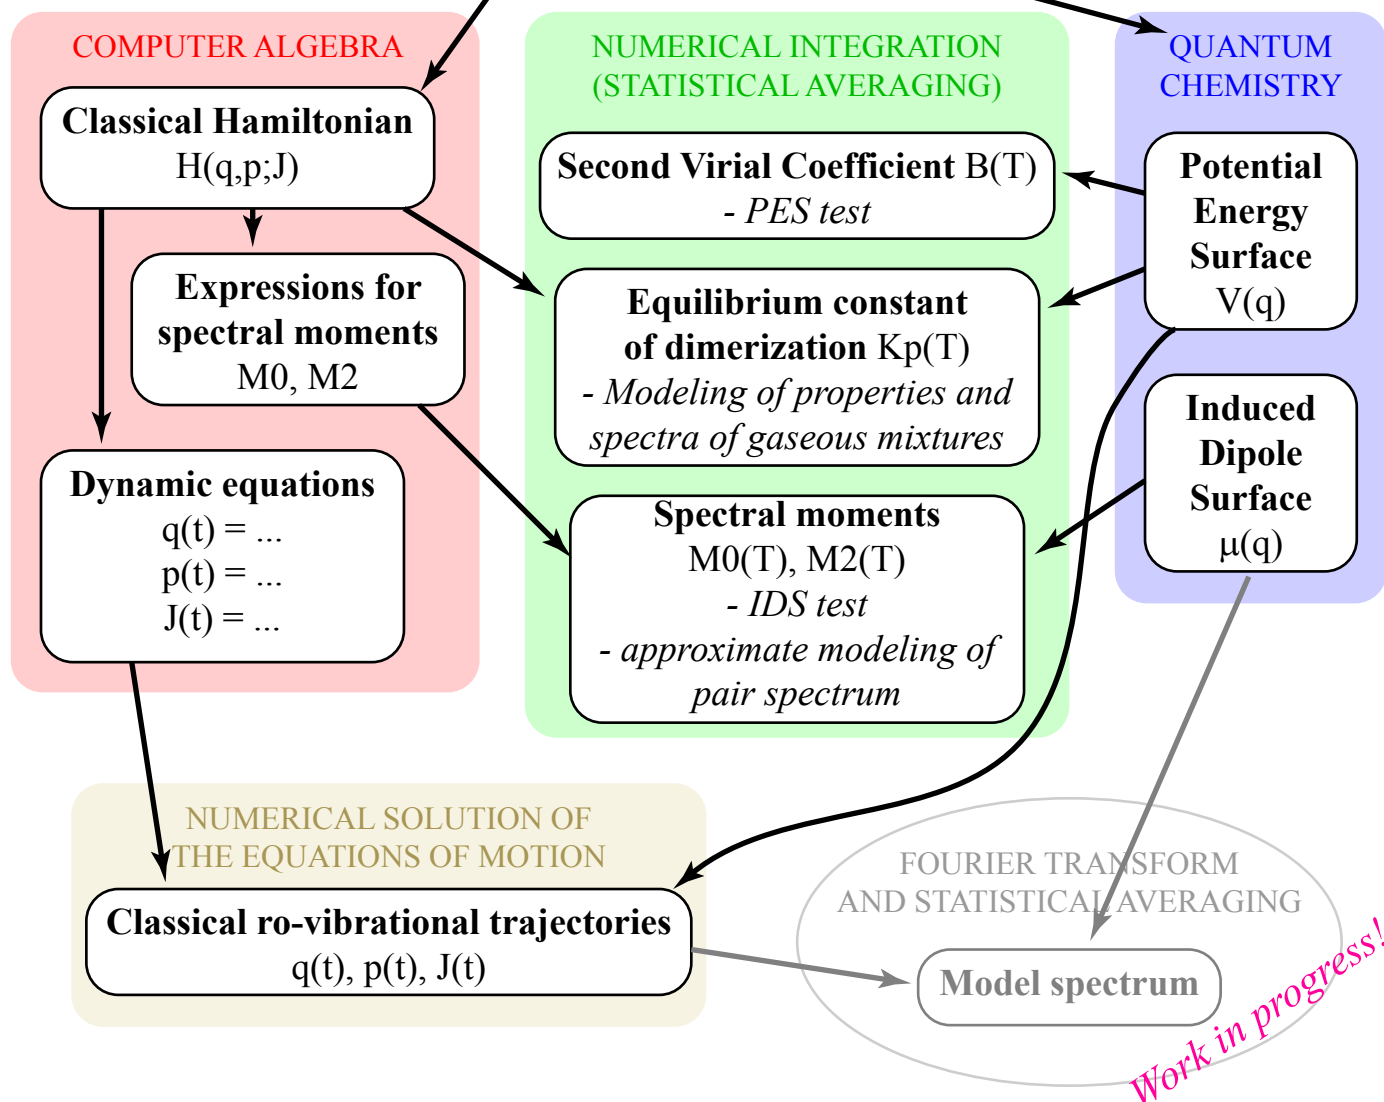 COMPUTER ALGEBRA
Classical Hamiltonian
H(q,p;J)
Expressions for
spectral moments
M0, M2
Dynamic equations
q(t) = ...
p(t) = ...
J(t) = ...
NUMERICAL INTEGRATION
(STATISTICAL AVERAGING)
Second Virial Coefficient B(T)
- PES test
Equilibrium constant
of dimerization Kp(T)
- Modeling of properties and
spectra of gaseous mixtures
Spectral moments
M0(T), M2(T)
- IDS test
- approximate modeling of
pair spectrum
QUANTUM
CHEMISTRY
Potential
Energy
Surface
V(q)
Induced
Dipole
Surface
μ(q)
NUMERICAL SOLUTION OF
THE EQUATIONS OF MOTION
Classical ro-vibrational trajectories
q(t), p(t), J(t)
FOURIER TRANSFORM
AND STATISTICAL AVERAGING
Model spectrum
Work in progress!